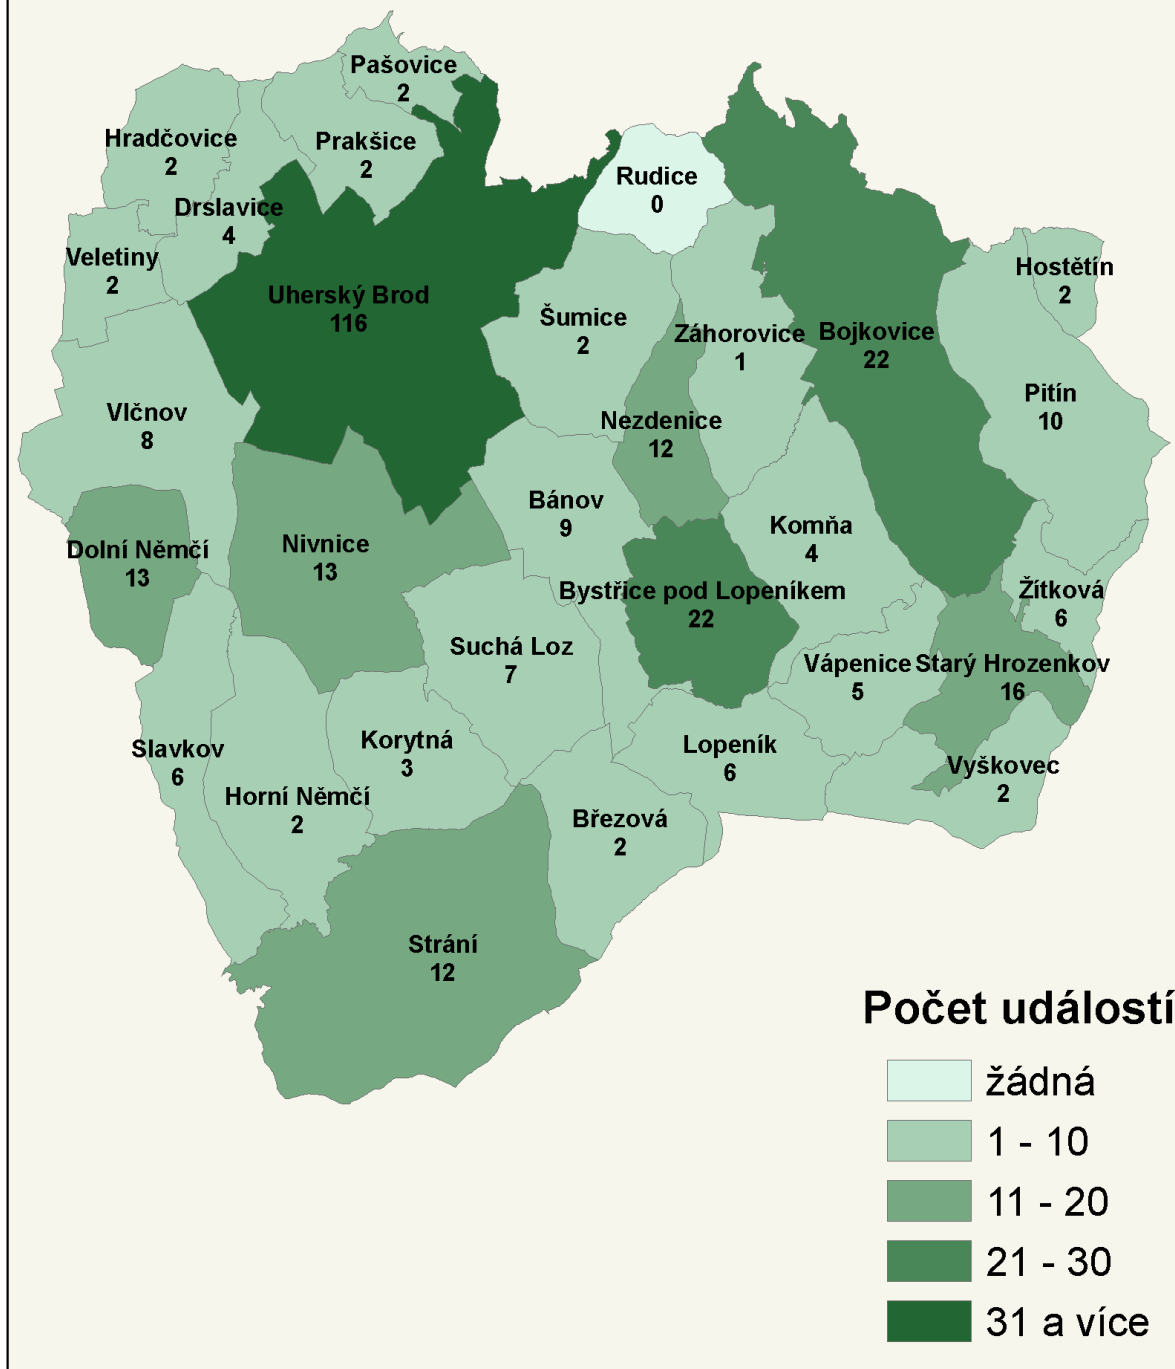 Pašovice
2
Hradčovice
2
Prakšice
2
Rudice
0
Drslavice
4
Veletiny
2
Uherský Brod
116
Hostětín
2
Šumice
2
Záhorovice
1
Bojkovice
22
Pitín
10
Vlčnov
8
Nezdenice
12
Bánov
9
Komňa
4
Dolní Němčí
13
Nivnice
13
Bystřice pod Lopeníkem
22
Žítková
6
Suchá Loz
7
Vápenice
5
Starý Hrozenkov
16
Slavkov
6
Korytná
3
Lopeník
6
Vyškovec
2
Horní Němčí
2
Březová
2
Strání
12
Počet událostí
žádná
1 - 10
11 - 20
21 - 30
31 a více